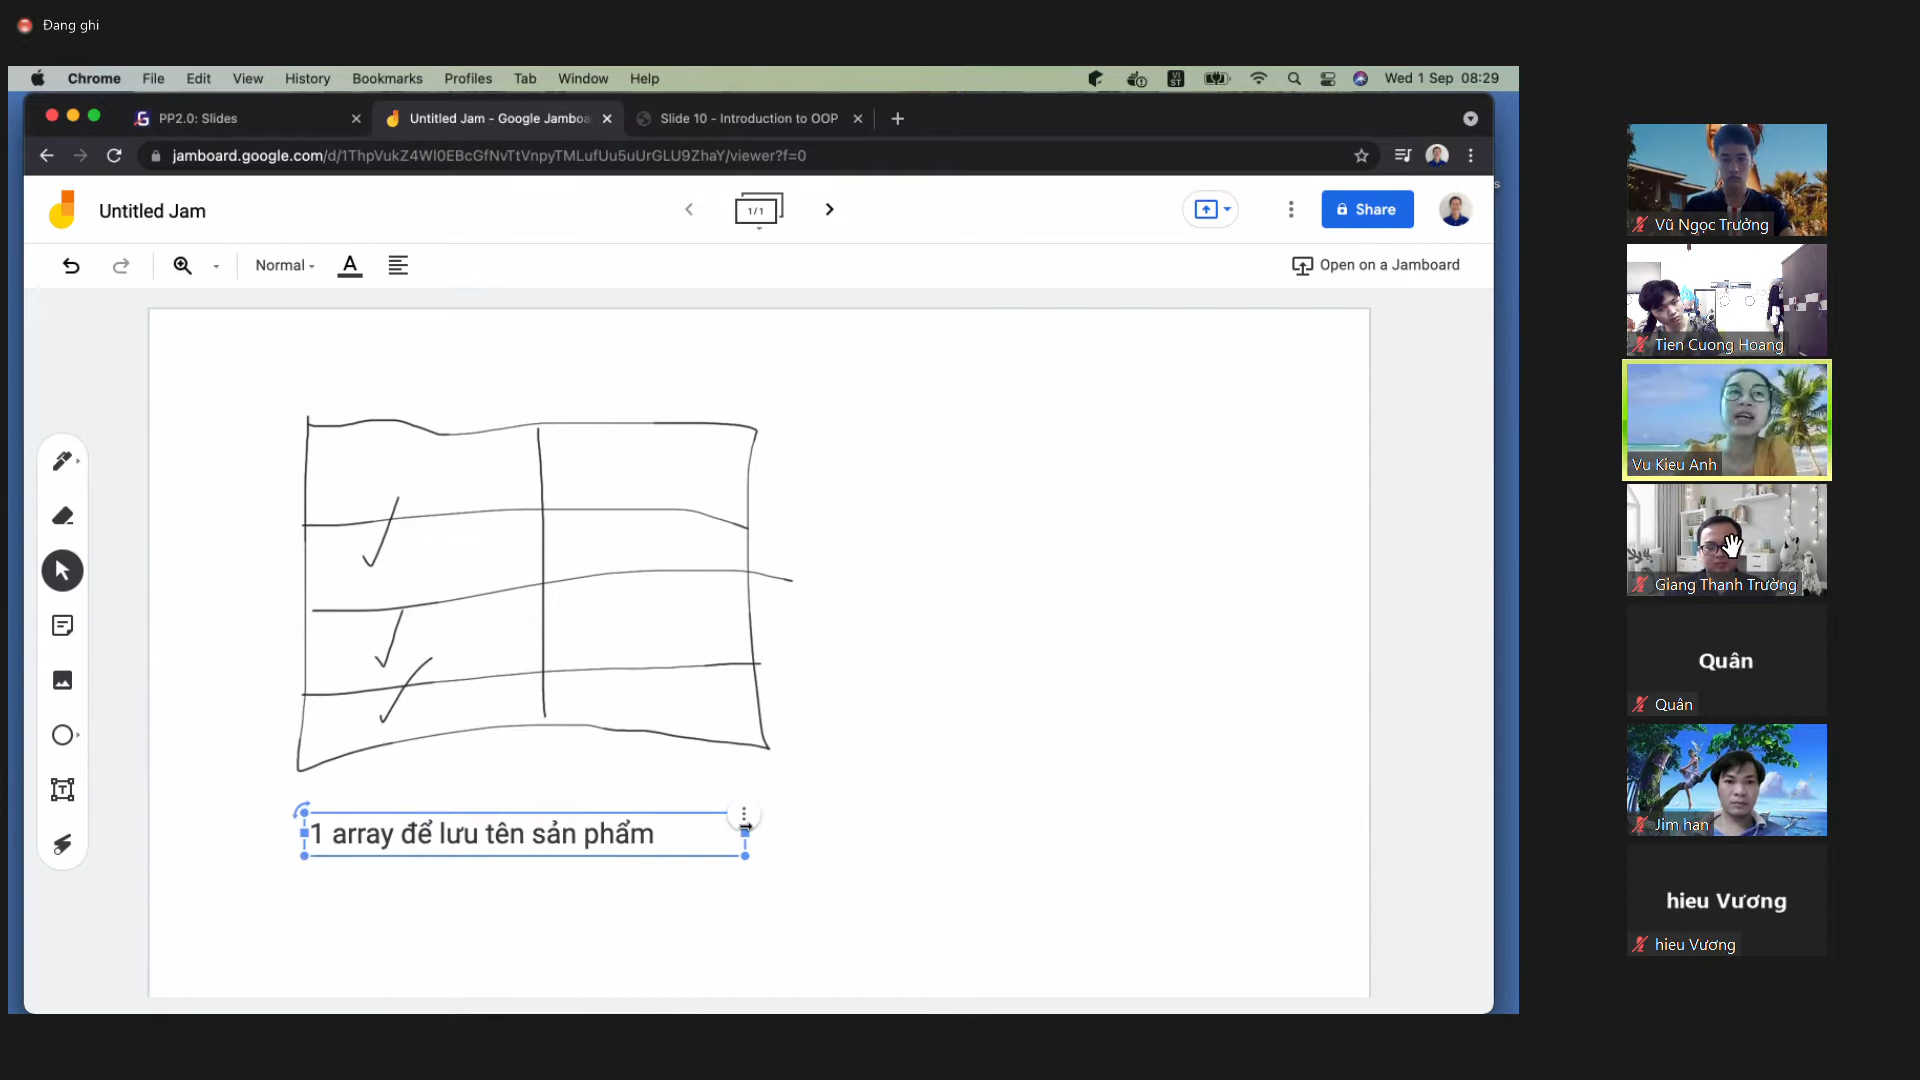 Đang ghi
Chrome File Edit View History Bookmarks Profiles Tab Window Help
VI
ST
Wed 1 Sep 08:29
PP2.0: Slides
Untitled Jam - Google Jamboa
Slide 10 - Introduction to OOP
jamboard.google.com/d/1ThpVukZ4Wl0EBcGfNvTtVnpyTMLufUu5uUrGLU9ZhaY/viewer?f=0
Untitled Jam
1/1
Share
Normal
A
Open on a Jamboard
1 array để lưu tên sản phẩm
Vũ Ngọc Trưởng
Tien Cuong Hoang
Vu Kieu Anh
Giang Thanh Trường
Quân
Quân
Jim han
hieu Vương
hieu Vương